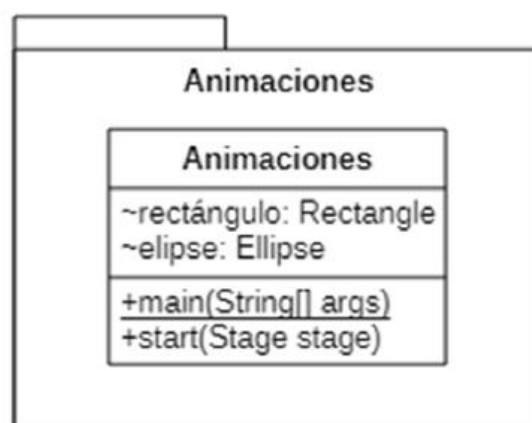 Animaciones
Animaciones
~rectángulo: Rectangle
~elipse: Ellipse
+main(String[] args)
+start(Stage stage)